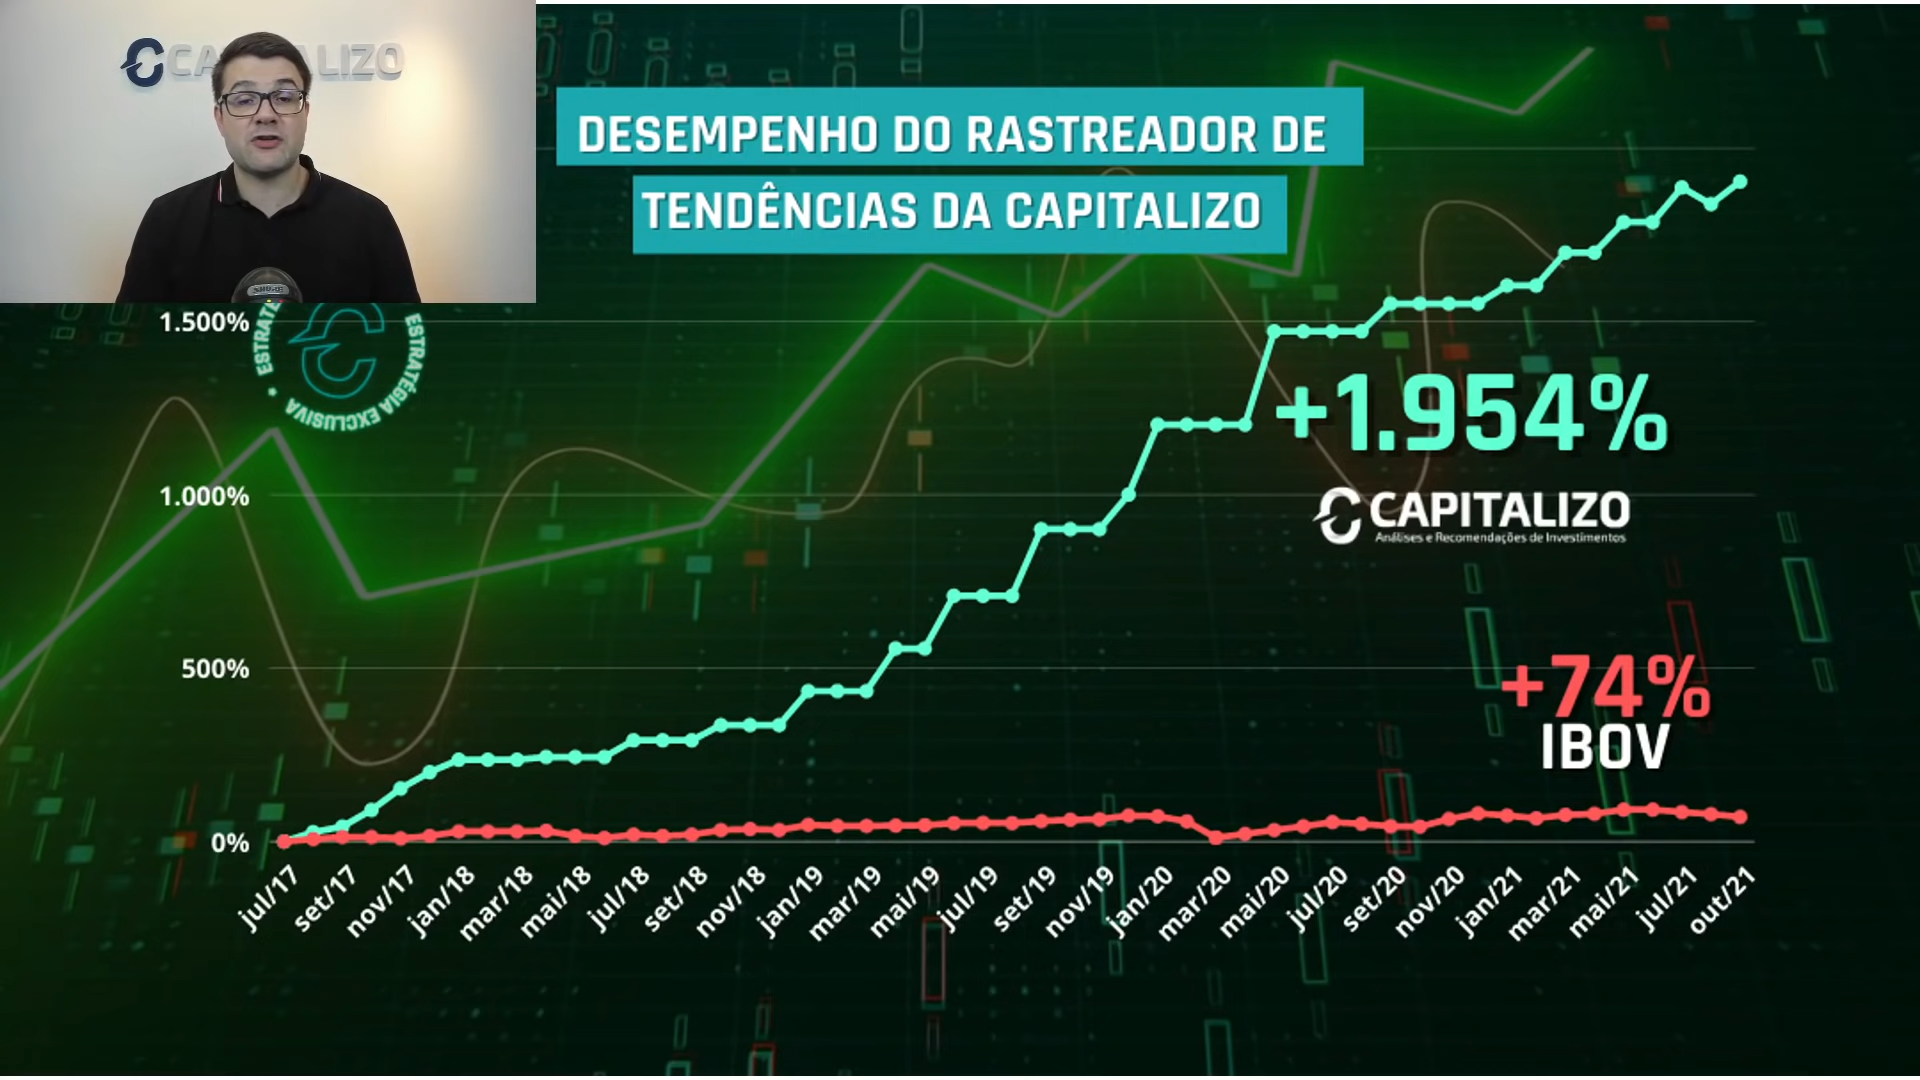 CAPITALIZO
DESEMPENHO DO RASTREADOR DE
TENDÊNCIAS DA CAPITALIZO
SHURE
ESTRATÉGIA EXCLUSIVA
1.500%
1.000%
500%
0%
+1.954%
CAPITALIZO
Análises e Recomendações de Investimentos
+74%
IBOV
jul/17 set/17 nov/17 jan/18 mar/18 mai/18 jul/18 set/18 nov/18 jan/19 mar/19 mai/19 jul/19 set/19 nov/19 jan/20 mar/20 mai/20 jul/20 set/20 nov/20 jan/21 mar/21 mai/21 jul/21 out/21